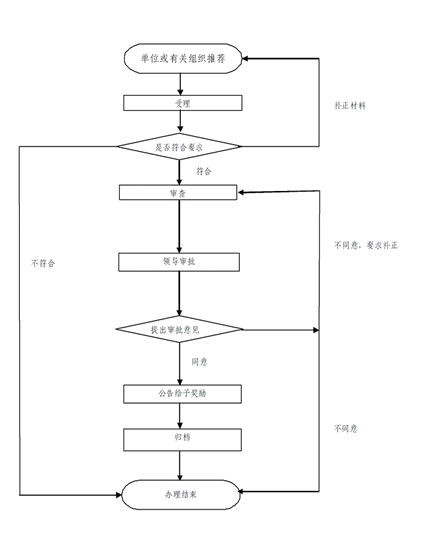 单位或有关组织推荐
受理
补正材料
是否符合要求
符合
审查
不同意，要求补正
不符合
领导审批
提出审批意见
同意
公告给予奖励
不同意
归档
办理结束